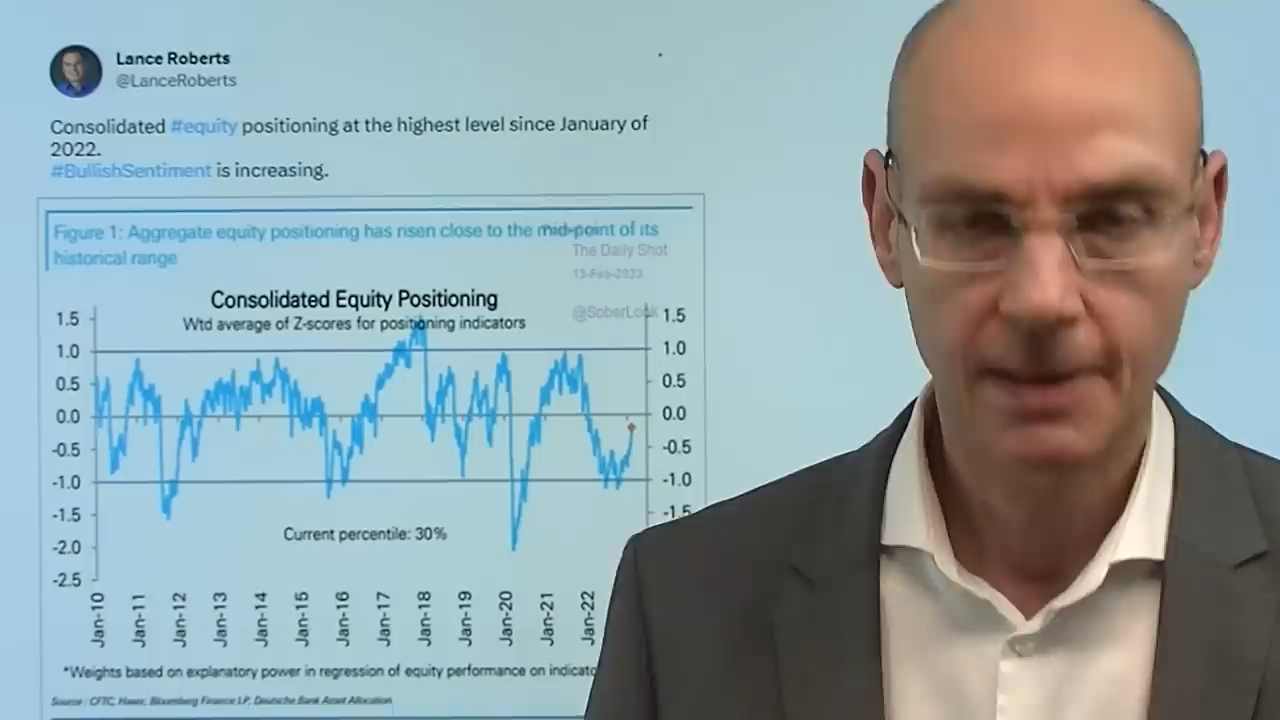 Lance Roberts
@LanceRoberts
Consolidated #equity positioning at the highest level since January of
2022.
#BullishSentiment is increasing.
Figure 1: Aggregate equity positioning has risen close to the mid-point of its
historical range
The Daily Shot
13-Feb-2023
@SoberLook
Consolidated Equity Positioning
Wtd average of Z-scores for positioning indicators
1.5 1.5
1.0 1.0
0.5 0.5
0.0 0.0
-0.5 -0.5
-1.0 -1.0
-1.5 -1.5
-2.0
-2.5
Current percentile: 30%
Jan-10 Jan-11 Jan-12 Jan-13 Jan-14 Jan-15 Jan-16 Jan-17 Jan-18 Jan-19 Jan-20 Jan-21 Jan-22
*Weights based on explanatory power in regression of equity performance on
Source: CFTC, Haver, Bloomberg Finance LP, Deutsche Bank Asset Allocation